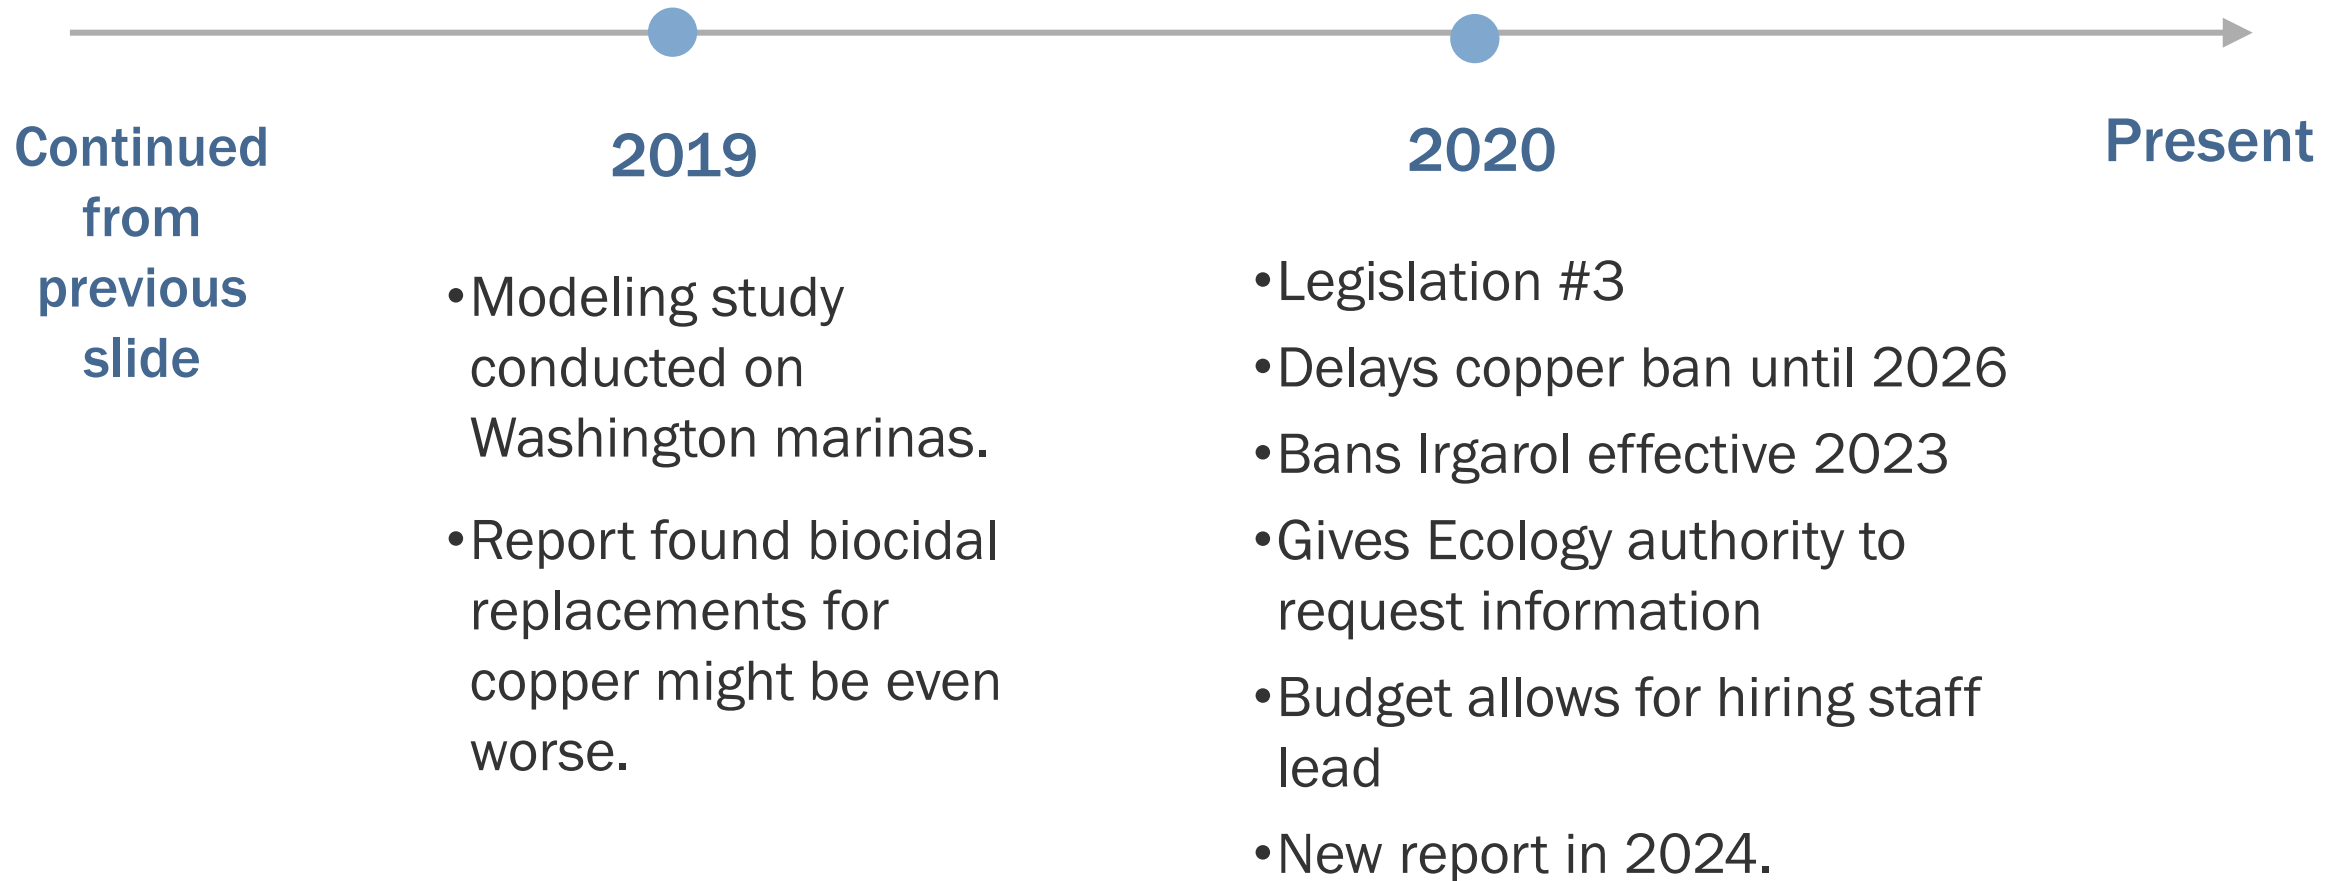 Continued
from
previous
slide
2019
•Modeling study
conducted on
Washington marinas.
•Report found biocidal
replacements for
copper might be even
worse.
2020
•Legislation #3
•Delays copper ban until 2026
•Bans Irgarol effective 2023
•Gives Ecology authority to
request information
•Budget allows for hiring staff
lead
•New report in 2024.
Present